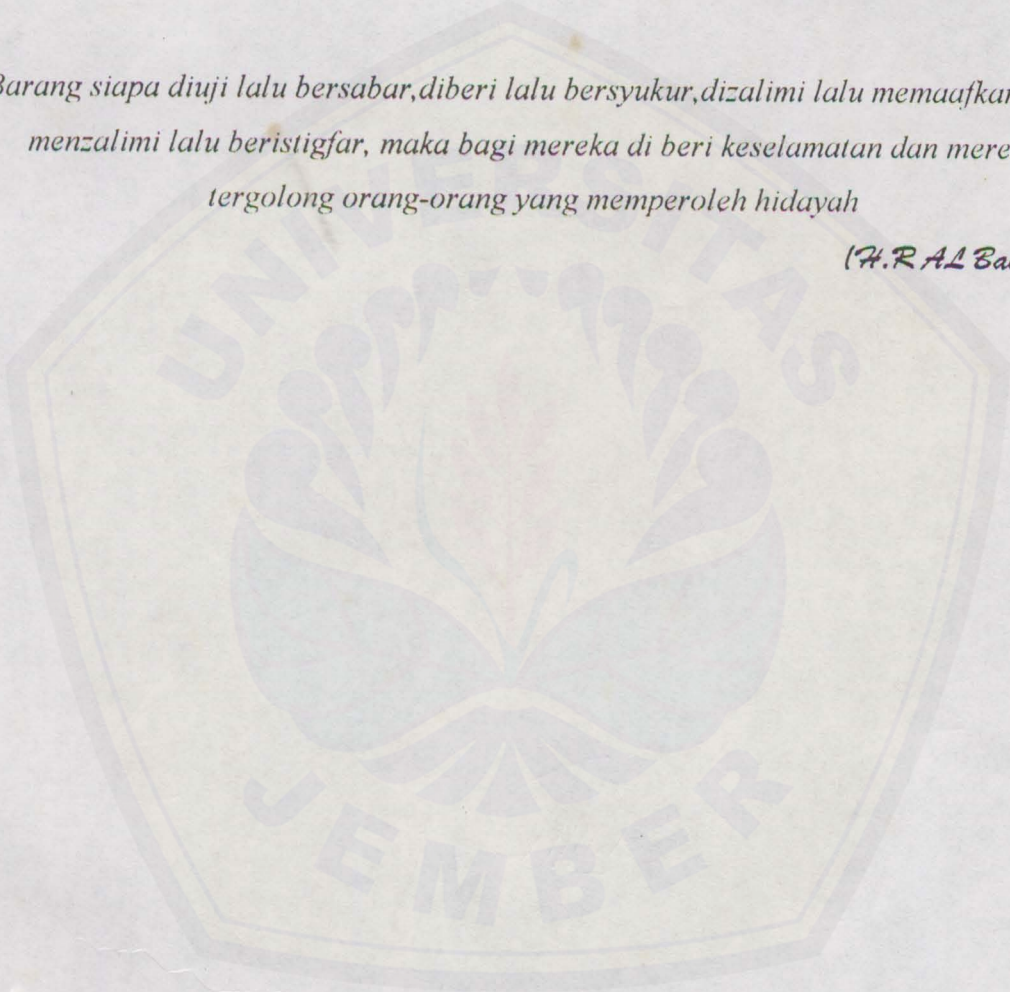 Barang siapa diuji lalu bersabar,diberi lalu bersyukur,dizalimi lalu memaafkan
menzalimi lalu beristigfar, maka bagi mereka di beri keselamatan dan
tergolong orang-orang yang memperoleh hidayah
(H.R AL
UNIVERSITAS
JEMBER